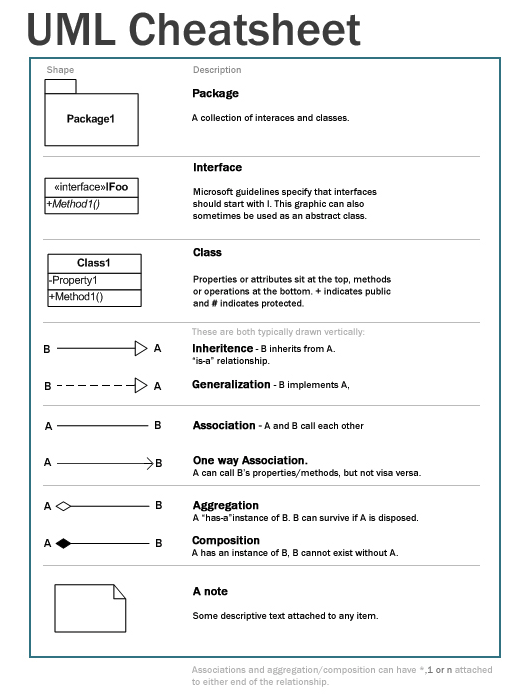 UML Cheatsheet
Shape Description
Package1
Package
A collection of interaces and classes.
Interface
«interface»IFoo
+Method1()
Microsoft guidelines specify that interfaces
should start with I. This graphic can also
sometimes be used as an abstract class.
Class
Class1
-Property1
+Method1()
Properties or attributes sit at the top, methods
or operations at the bottom. + indicates public
and # indicates protected.
These are both typically drawn vertically:
B A
Inheritence - B inherits from A.
"is-a" relationship.
B A
Generalization - B implements A,
A B
Association - A and B call each other
A B
One way Association.
A can call B's properties/methods, but not visa versa.
A B
Aggregation
A "has-a"instance of B. B can survive if A is disposed.
A B
Composition
A has an instance of B, B cannot exist without A.
A note
Some descriptive text attached to any item.
Associations and aggregation/composition can have *,1 or n attached
to either end of the relationship.